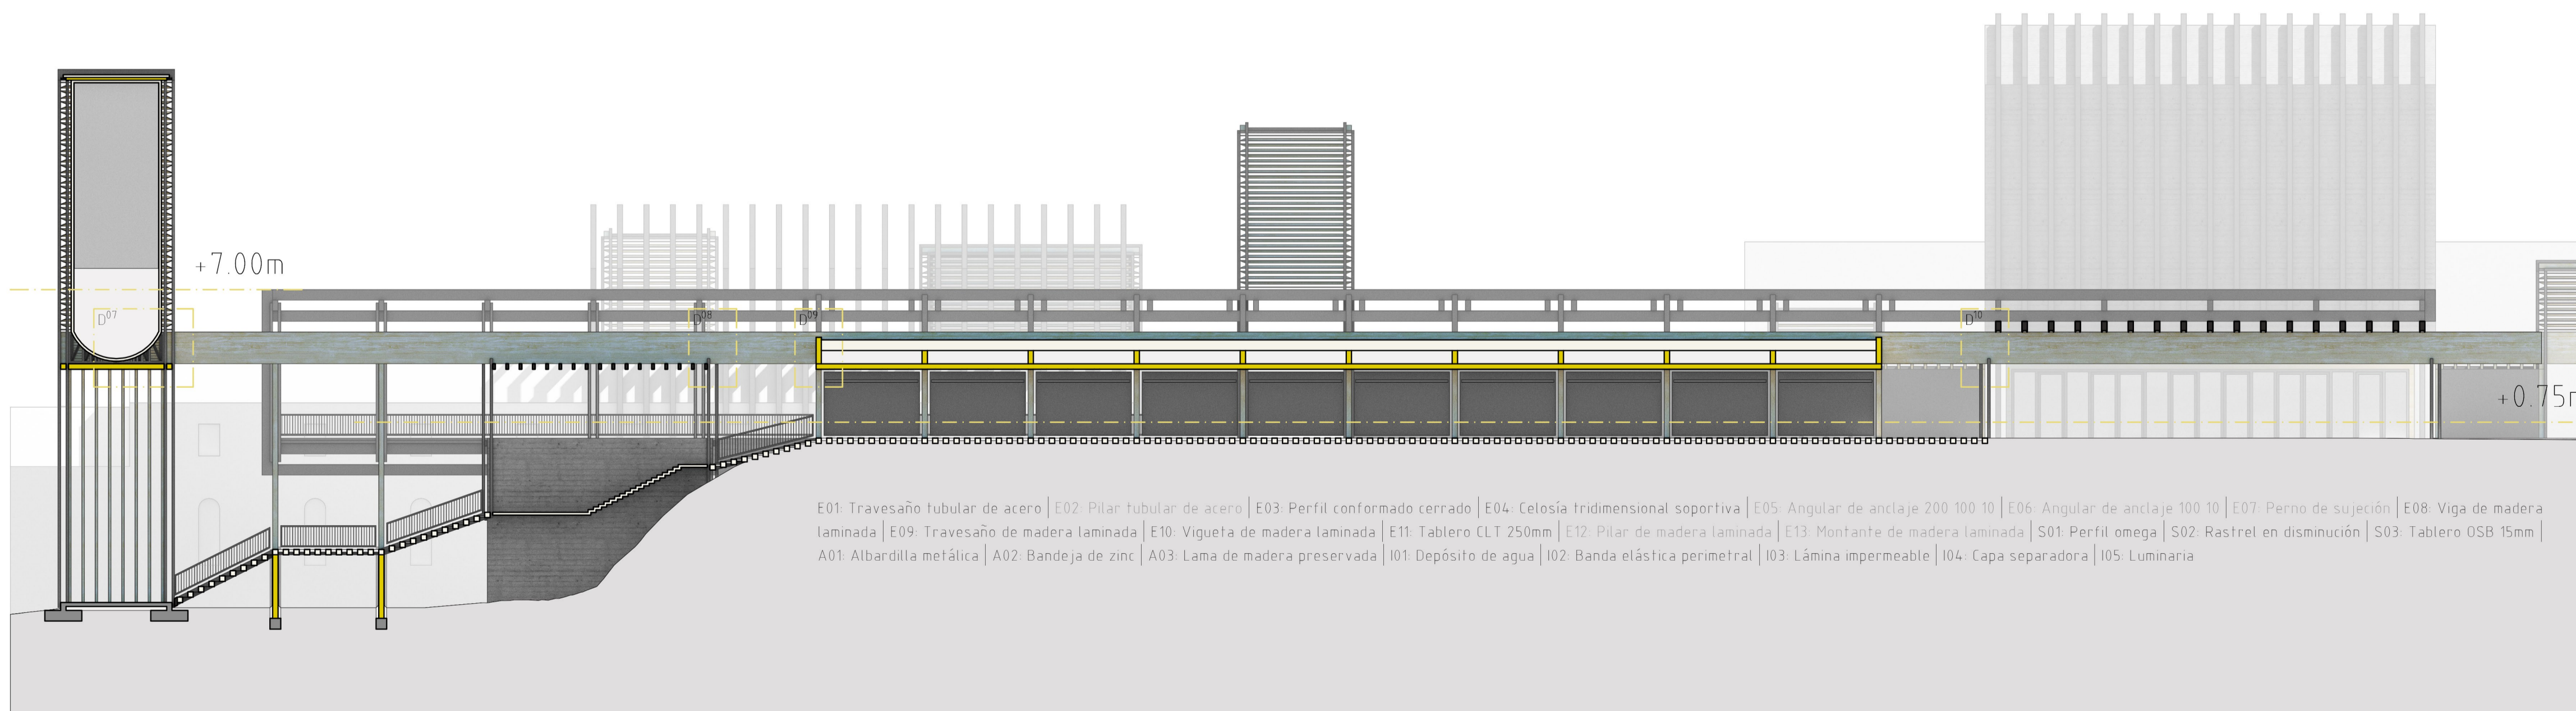 +7.00m
D07
D08
D09
D10
+0.75m
E01: Travesaño tubular de acero | E02: Pilar tubular de acero | E03: Perfil conformado cerrado | E04: Celosía tridimensional soportiva | E05: Angular de anclaje 200 100 10 | E06: Angular de anclaje 100 10 | E07: Perno de sujeción | E08: Viga de madera
laminada | E09: Travesaño de madera laminada | E10: Vigueta de madera laminada | E11: Tablero CLT 250mm | E12: Pilar de madera laminada | E13: Montante de madera laminada | S01: Perfil omega | S02: Rastrel en disminución | S03: Tablero OSB 15mm |
A01: Albardilla metálica | A02: Bandeja de zinc | A03: Lama de madera preservada | I01: Depósito de agua | I02: Banda elástica perimetral | I03: Lámina impermeable | I04: Capa separadora | I05: Luminaria